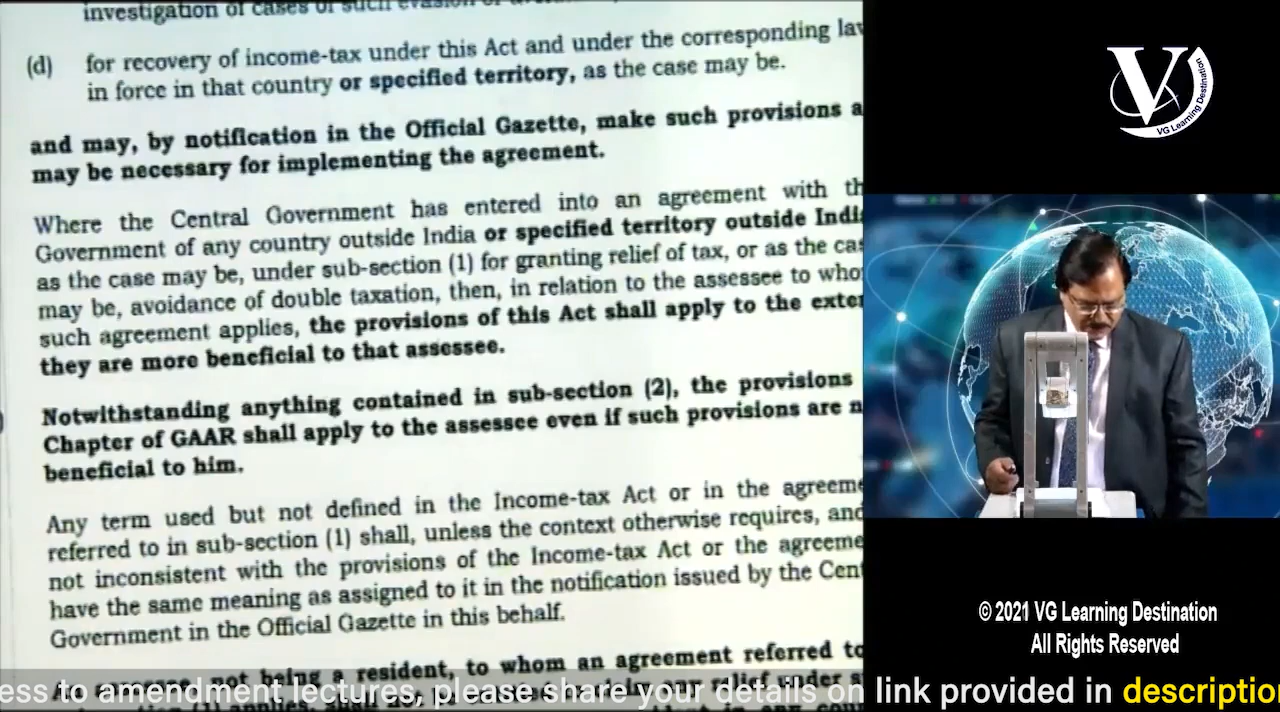 investigation of cases of such evasion or
(d) for recovery of income-tax under this Act and under the corresponding
in force in that country or specified territory, as the case may be.
and may, by notification in the Official Gazette, make such provisions
may be necessary for implementing the agreement.
Where the Central Government has entered into an agreement with
Government of any country outside India or specified territory outside
as the case may be, under sub-section (1) for granting relief of tax, or as the
may be, avoidance of double taxation, then, in relation to the assessee to
such agreement applies, the provisions of this Act shall apply to the
they are more beneficial to that assessee.
Notwithstanding anything contained in sub-section (2), the provisions
Chapter of GAAR shall apply to the assessee even if such provisions are
beneficial to him.
Any term used but not defined in the Income-tax Act or in the
referred to in sub-section (1) shall, unless the context otherwise requires,
not inconsistent with the provisions of the Income-tax Act or the
have the same meaning as assigned to it in the notification issued by the
Government in the Official Gazette in this behalf.
not being a resident, to whom an agreement referred to
ess to amendment lectures, please share your details on link provided in descriptio
V
VG Learning Destination
© 2021 VG Learning Destination
All Rights Reserved